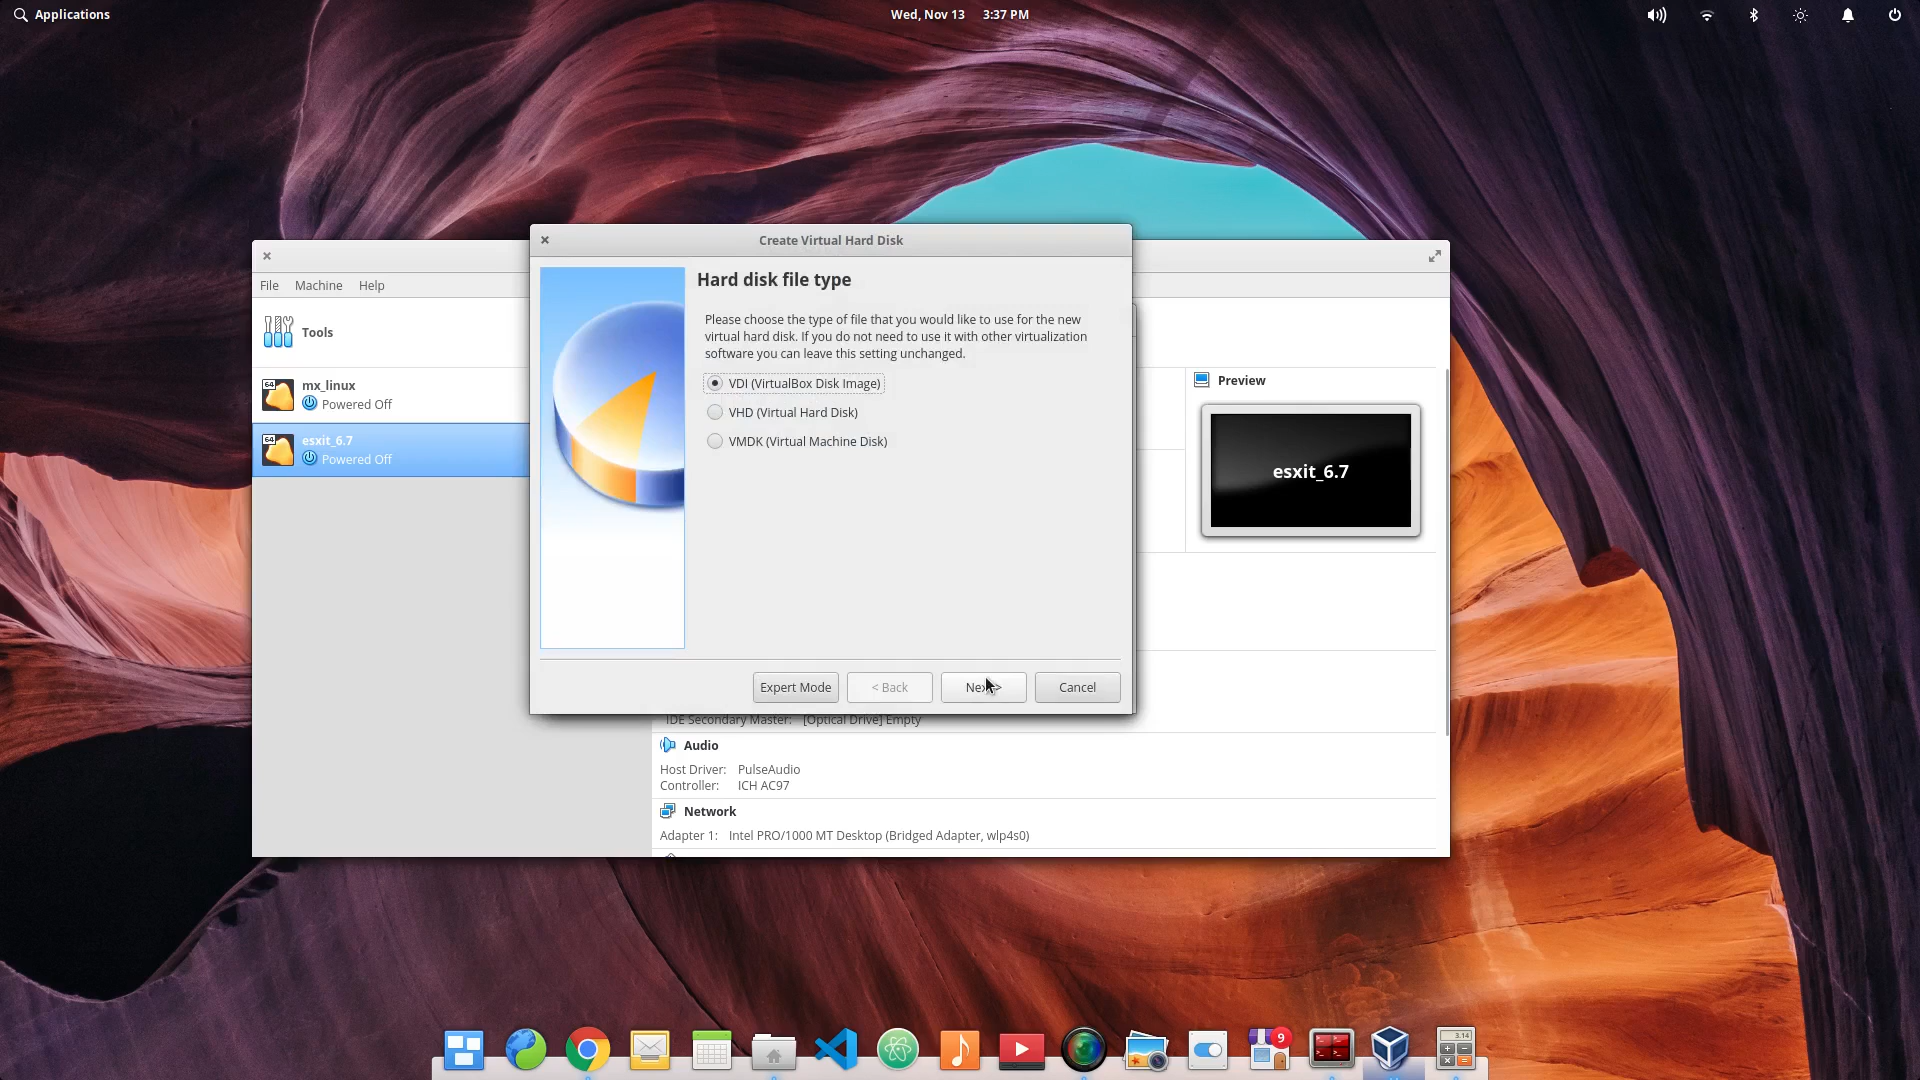 Applications
Wed, Nov 13 3:37 PM
Create Virtual Hard Disk
File Machine Help
Hard disk file type
Please choose the type of file that you would like to use for the new
virtual hard disk. If you do not need to use it with other virtualization
software you can leave this setting unchanged.
VDI (VirtualBox Disk Image)
VHD (Virtual Hard Disk)
VMDK (Virtual Machine Disk)
Expert Mode
< Back
Cancel
Tools
64
mx_linux
Powered Off
64
esxit_6.7
Powered Off
Preview
esxit_6.7
IDE Secondary Master: [Optical Drive] Empty
Audio
Host Driver: PulseAudio
Controller: ICH AC97
Network
Adapter 1: Intel PRO/1000 MT Desktop (Bridged Adapter, wlp4s0)
9
3.14